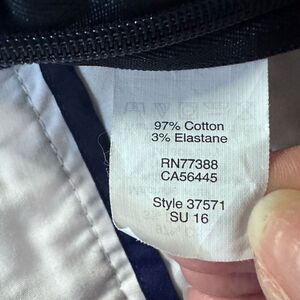 97% Cotton
3% Elastane
RN77388
CA56445
Style 37571
SU 16